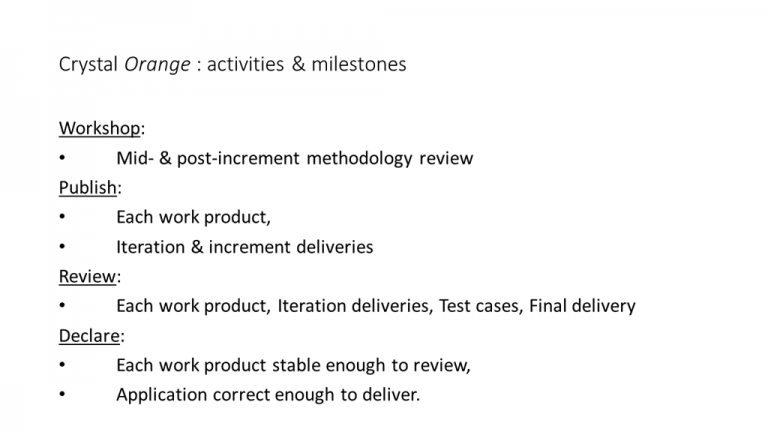 Crystal Orange : activities & milestones
Workshop:
• Mid- & post-increment methodology review
Publish:
• Each work product,
• Iteration & increment deliveries
Review:
• Each work product, Iteration deliveries, Test cases, Final delivery
Declare:
• Each work product stable enough to review,
• Application correct enough to deliver.